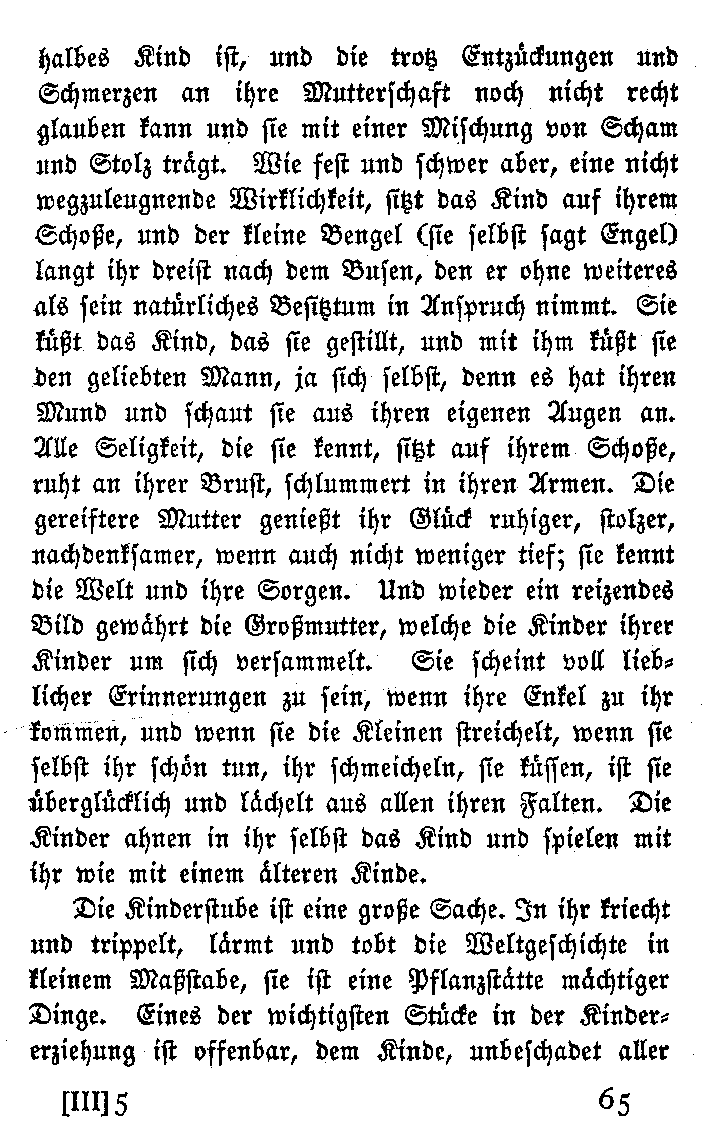 halbes Kind ist, und die trotz Entzückungen und
Schmerzen an ihre Mutterschaft noch nicht recht
glauben kann und sie mit einer Mischung von Scham
und Stolz trägt. Wie fest und schwer aber, eine nicht
wegzuleugnende Wirklichkeit, sitzt das Kind auf ihrem
Schoße, und der kleine Bengel (sie selbst sagt Engel)
langt ihr dreist nach dem Busen, den er ohne weiteres
als sein natürliches Besitztum in Anspruch nimmt. Sie
küßt das Kind, das sie gestillt, und mit ihm küßt sie
den geliebten Mann, ja sich selbst, denn es hat ihren
Mund und schaut sie aus ihren eigenen Augen an.
Alle Seligkeit, die sie kennt, sitzt auf ihrem Schoße,
ruht an ihrer Brust, schlummert in ihren Armen. Die
gereiftere Mutter genießt ihr Glück ruhiger, stolzer,
nachdenksamer, wenn auch nicht weniger tief; sie kennt
die Welt und ihre Sorgen. Und wieder ein reizendes
Bild gewährt die Großmutter, welche die Kinder ihrer
Kinder um sich versammelt. Sie scheint voll lieb-
licher Erinnerungen zu sein, wenn ihre Enkel zu ihr
kommen, und wenn sie die Kleinen streichelt, wenn sie
selbst ihr schön tun, ihr schmeicheln, sie küssen, ist sie
überglücklich und lächelt aus allen ihren Falten. Die
Kinder ahnen in ihr selbst das Kind und spielen mit
ihr wie mit einem älteren Kinde.
Die Kinderstube ist eine große Sache. In ihr kriecht
und trippelt, lärmt und tobt die Weltgeschichte in
kleinem Maßstabe, sie ist eine Pflanzstätte mächtiger
Dinge. Eines der wichtigsten Stücke in der Kinder-
erziehung ist offenbar, dem Kinde, unbeschadet aller
[III] 5 65